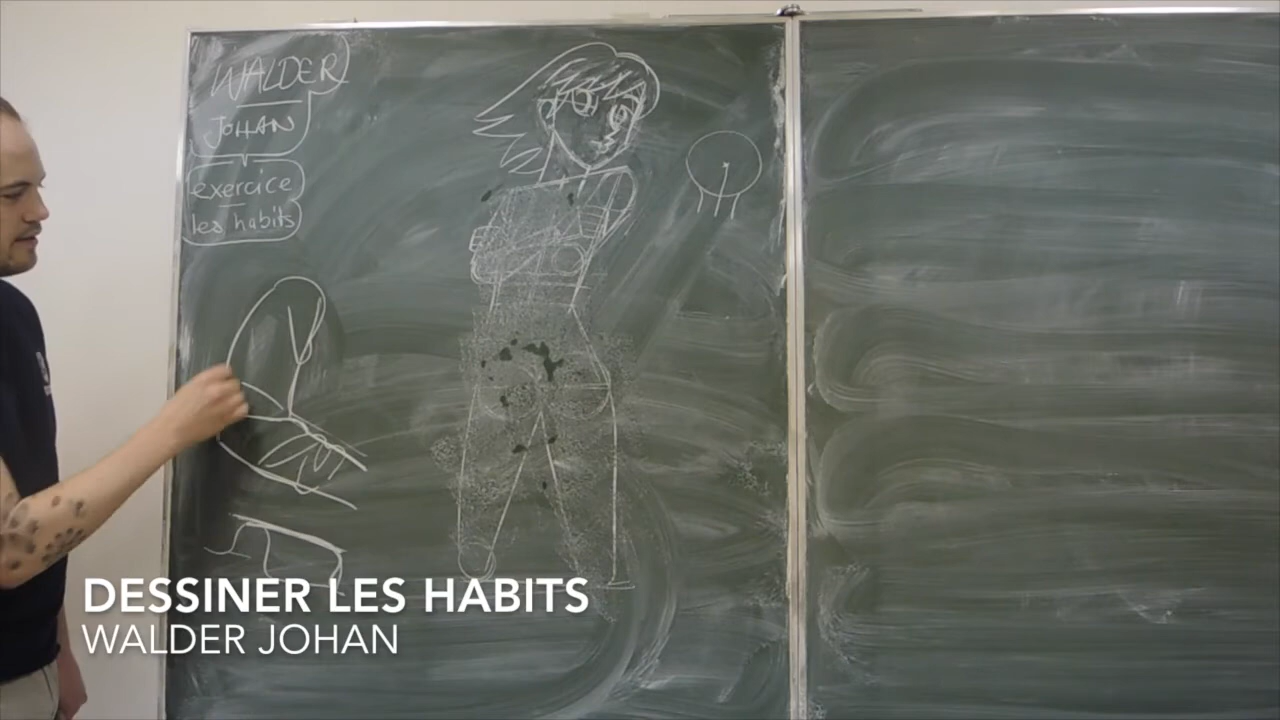 WALDER
JOHAN
exercice
les habits
DESSINER LES HABITS
WALDER JOHAN